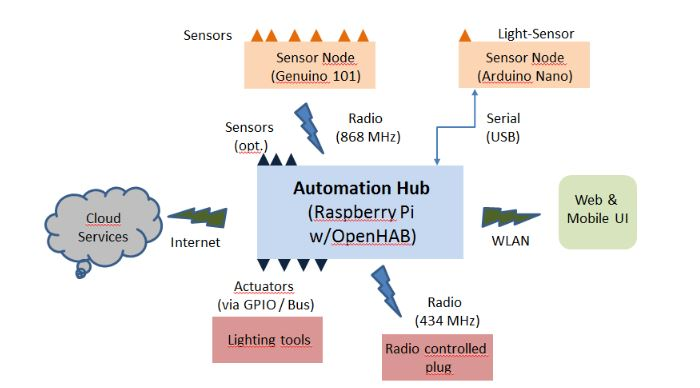 Sensors
Light-Sensor
Sensor Node
(Genuino 101)
Sensor Node
(Arduino Nano)
Radio
(868 MHz)
Serial
(USB)
Sensors
(opt.)
Automation Hub
(Raspberry Pi
w/OpenHAB)
Cloud
Services
Internet
WLAN
Web &
Mobile UI
Actuators
(via GPIO / Bus)
Radio
(434 MHz)
Lighting tools
Radio controlled
plug